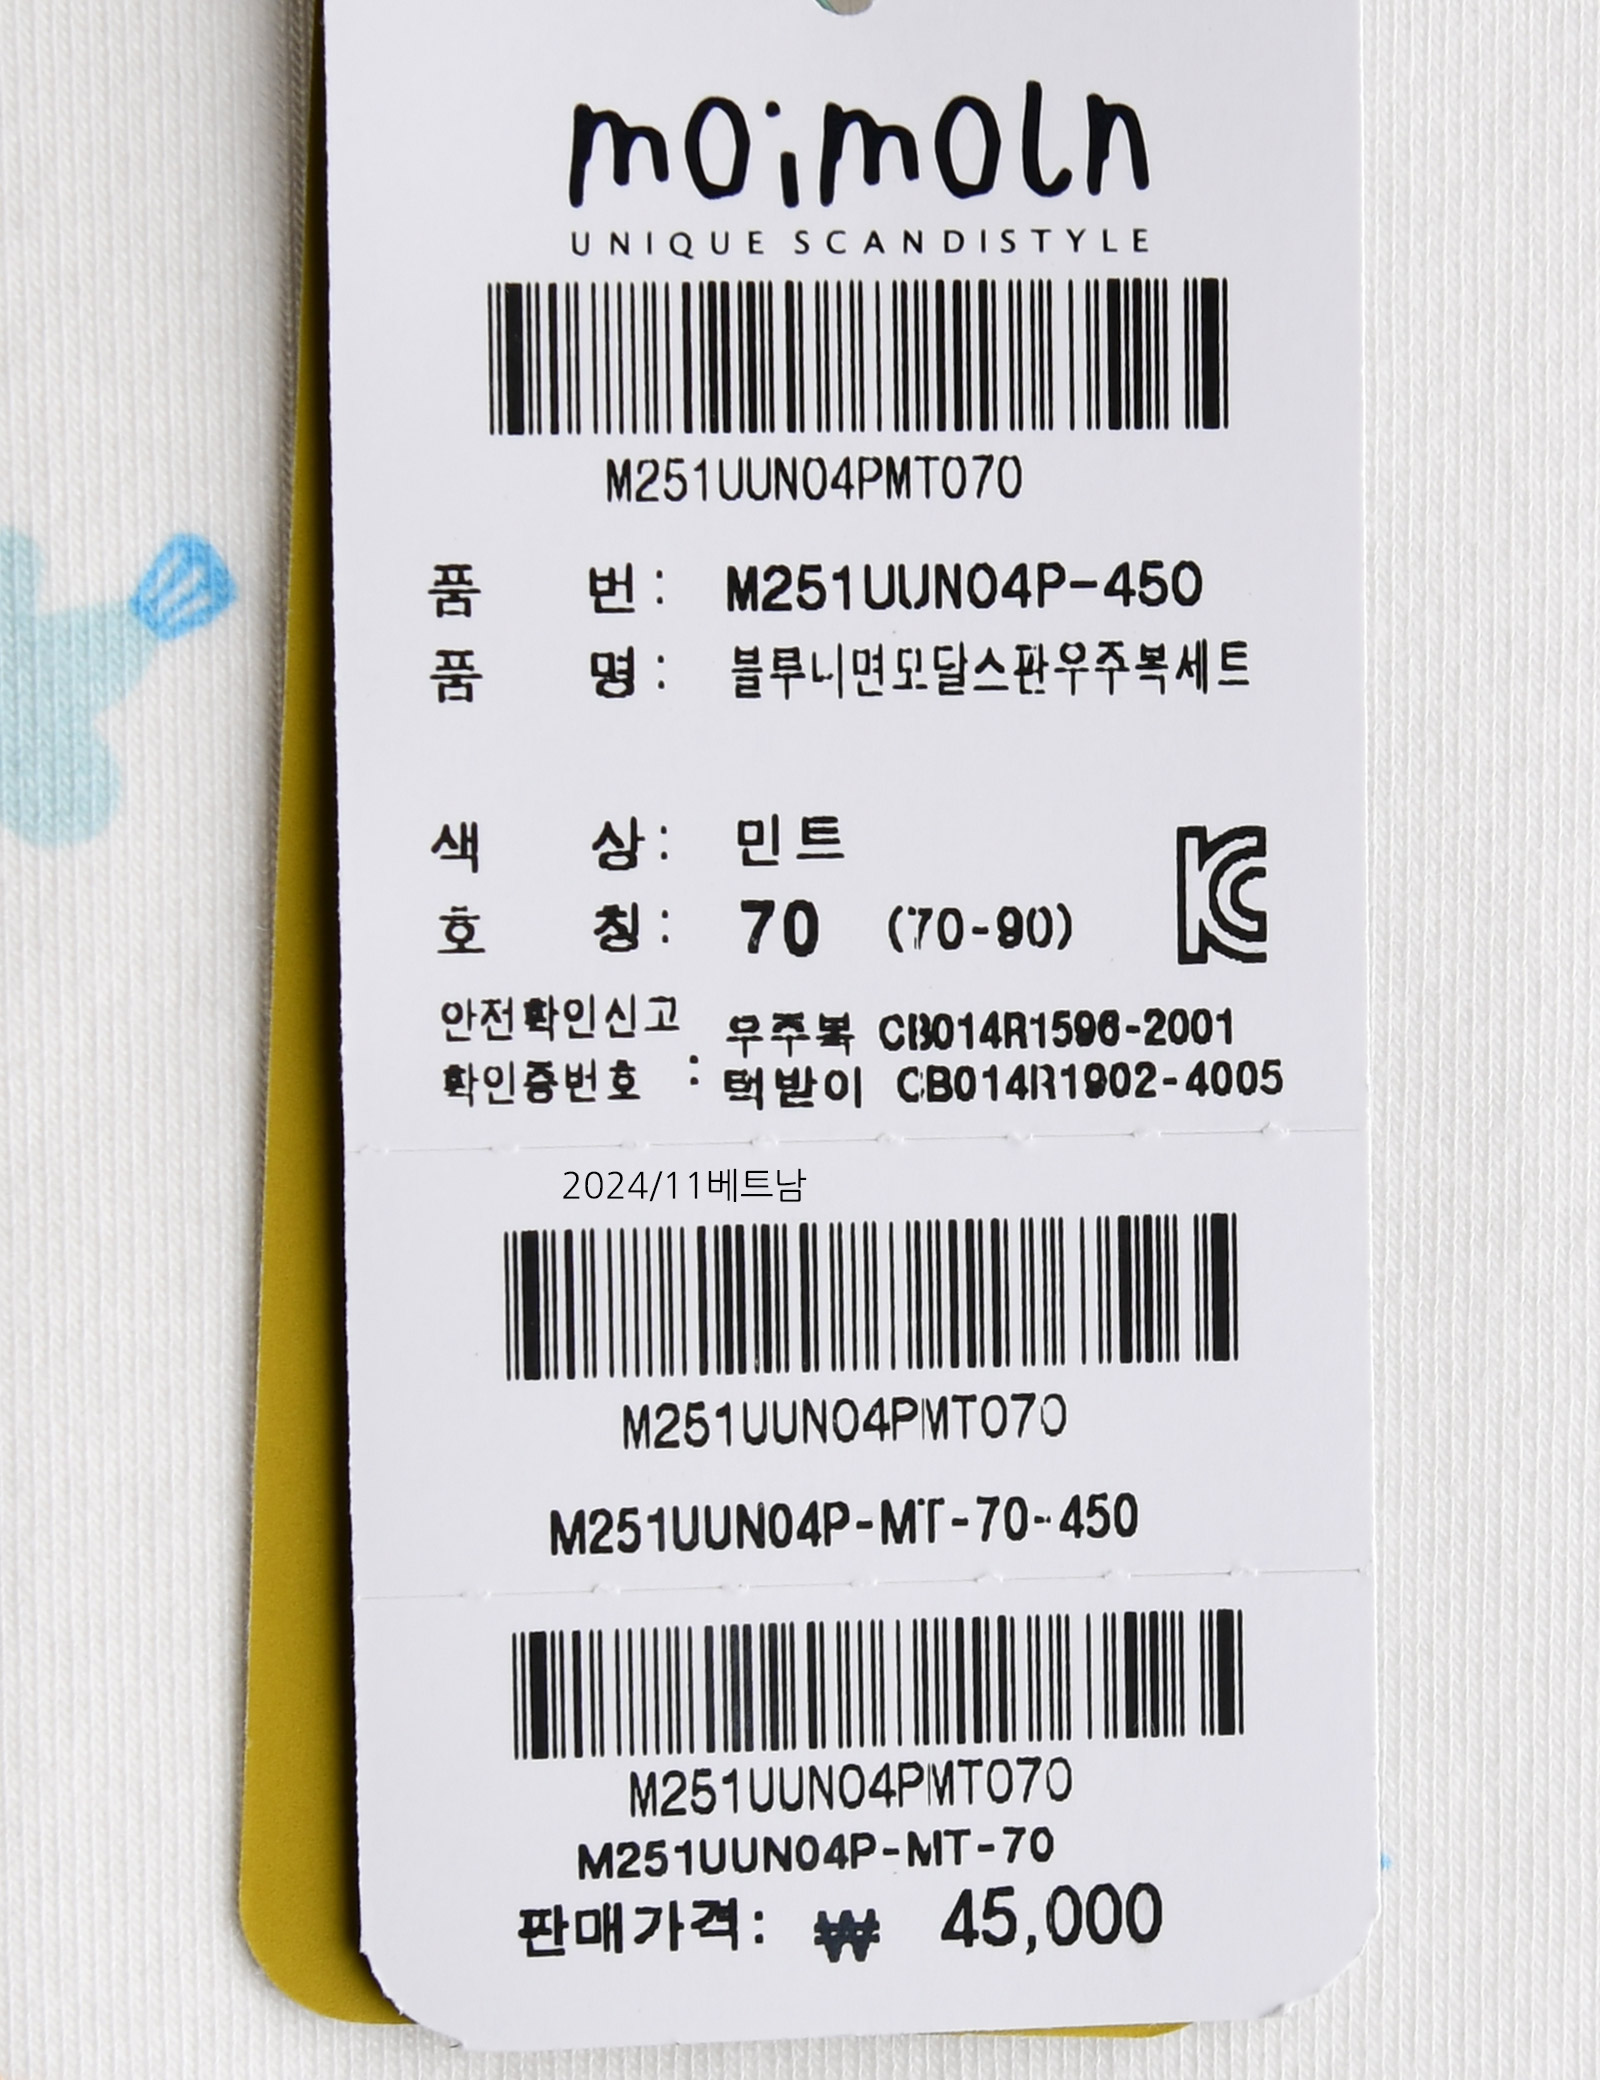 moimoln
UNIQUE SCANDISTYLE
M251UUN04PMT070
품 번: M251UUN04P-450
품 명: 블루니면모달스판우주복세트
색 상: 민트
호 칭: 70 (70-90)
안전확인신고 우주복 CB014R1596-2001
확인증번호 : 턱받이 CB014R1902-4005
2024/11베트남
M251UUN04PMT070
M251UUN04P-MT-70-450
M251UUN04PMT070
M251UUN04P-MT-70
판매가격: ₩ 45,000